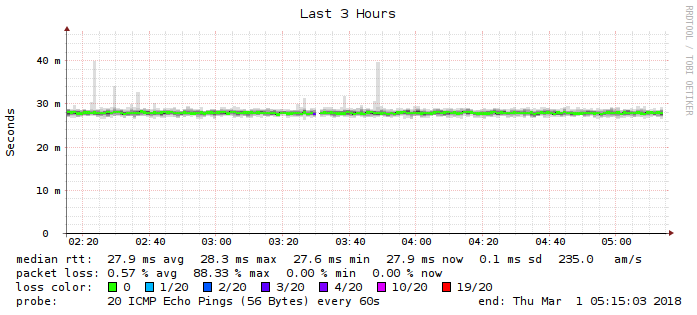 Last 3 Hours
RRDTOOL / TOBI OETIKER
Seconds
40 m
30 m
20 m
10 m
0
02:20 02:40 03:00 03:20 03:40 04:00 04:20 04:40 05:00
median rtt: 27.9 ms avg 28.3 ms max 27.6 ms min 27.9 ms now 0.1 ms sd 235.0 am/s
packet loss: 0.57 % avg 88.33 % max 0.00 % min 0.00 % now
loss color: 0 1/20 2/20 3/20 4/20 10/20 19/20
probe: 20 ICMP Echo Pings (56 Bytes) every 60s end: Thu Mar 1 05:15:03 2018